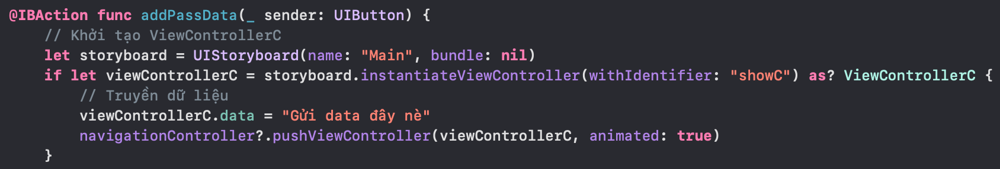 @IBAction func addPassData(_ sender: UIButton) {
    // Khởi tạo ViewControllerC
    let storyboard = UIStoryboard(name: "Main", bundle: nil)
    if let viewControllerC = storyboard.instantiateViewController(withIdentifier: "showC") as? ViewControllerC {
        // Truyền dữ liệu
        viewControllerC.data = "Gửi data đây nè"
        navigationController?.pushViewController(viewControllerC, animated: true)
    }